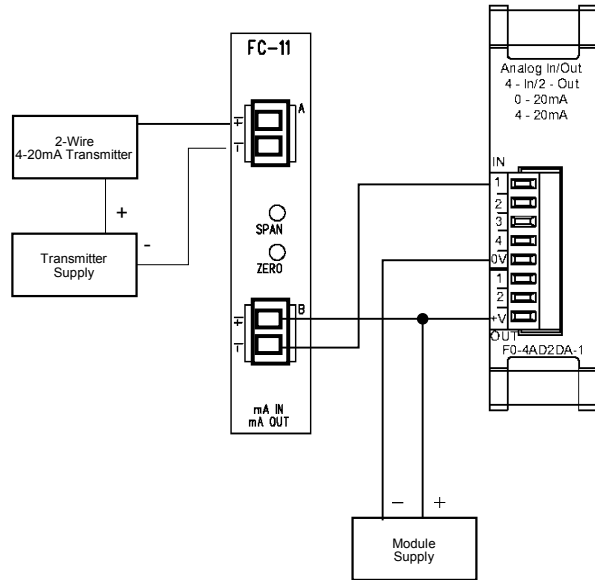 FC-11
A
+
−
2-Wire
4-20mA Transmitter
+
-
Transmitter
Supply
SPAN
ZERO
B
+
−
mA IN
mA OUT
Analog In/Out
4 - In/2 - Out
0 - 20mA
4 - 20mA
IN
1
2
3
4
0V
1
2
+V
OUT
F0-4AD2DA-1
− +
Module
Supply